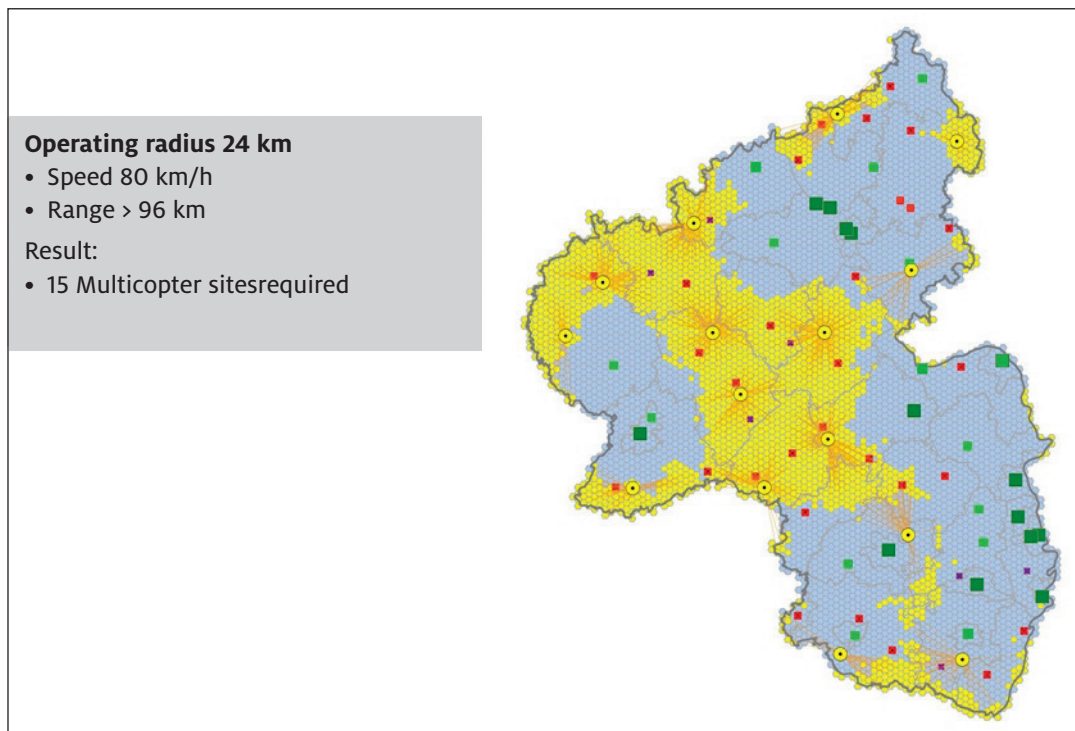 Operating radius 24 km
• Speed 80 km/h
• Range > 96 km
Result:
• 15 Multicopter sitesrequired